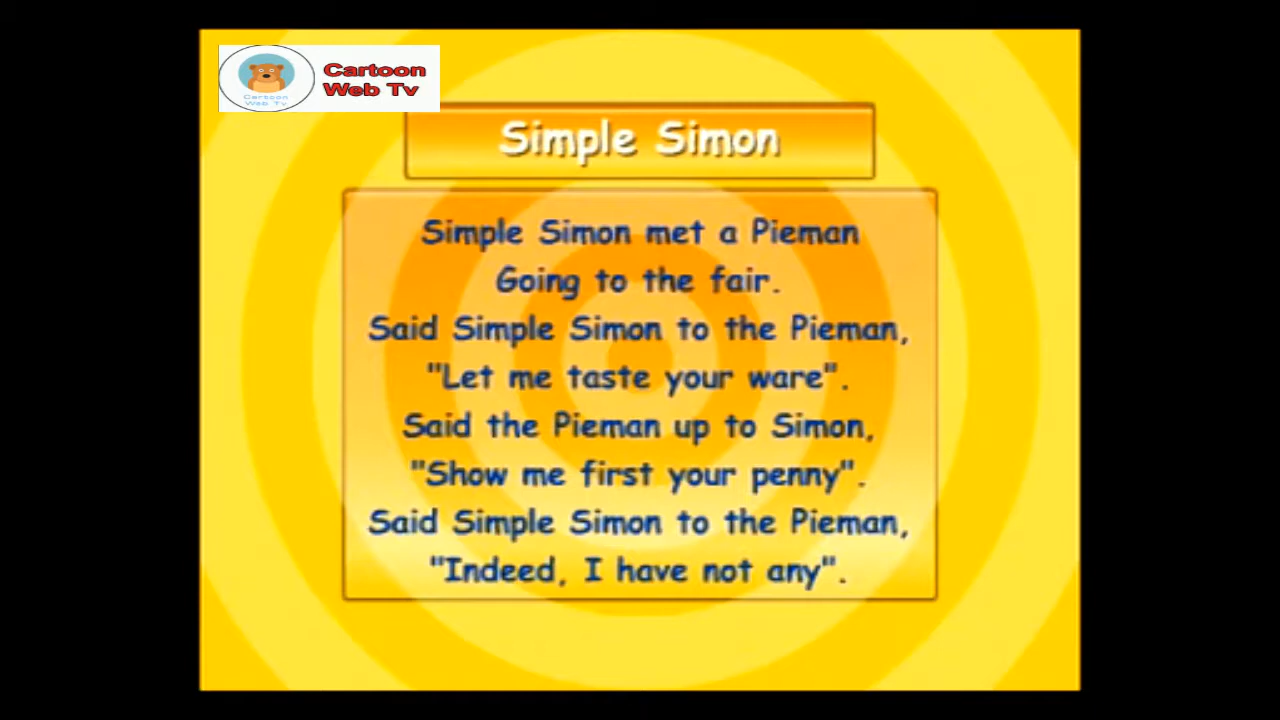 Cartoon
Web Tv
Cartoon
Web Tv
Simple Simon
Simple Simon met a Pieman
Going to the fair.
Said Simple Simon to the Pieman,
"Let me taste your ware".
Said the Pieman up to Simon,
"Show me first your penny".
Said Simple Simon to the Pieman,
"Indeed, I have not any".